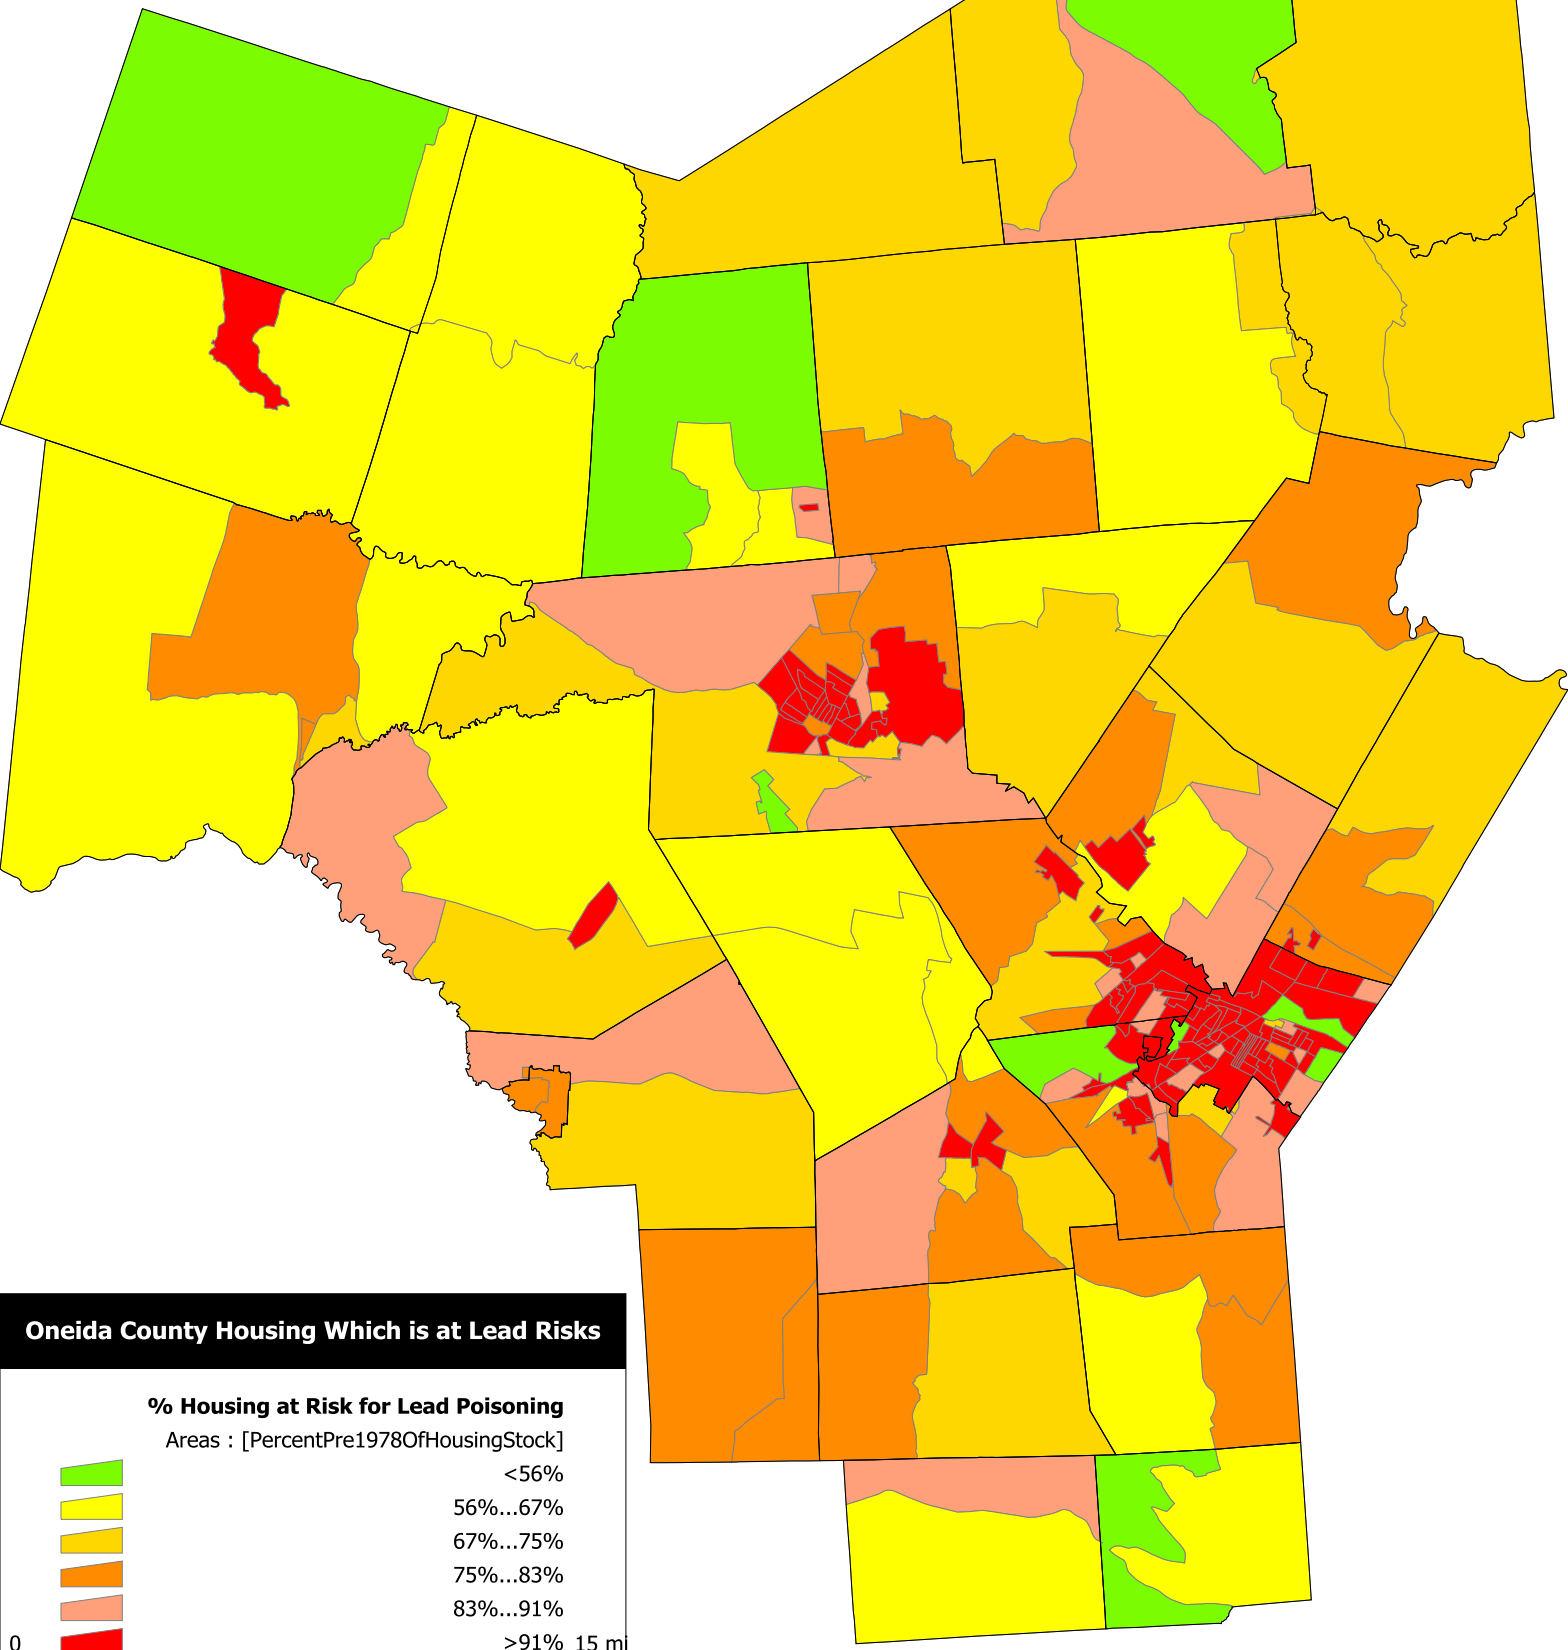 Oneida County Housing Which is at Lead Risks
% Housing at Risk for Lead Poisoning
Areas : [PercentPre1978OfHousingStock]
<56%
56%...67%
67%...75%
75%...83%
83%...91%
0 >91% 15 mi